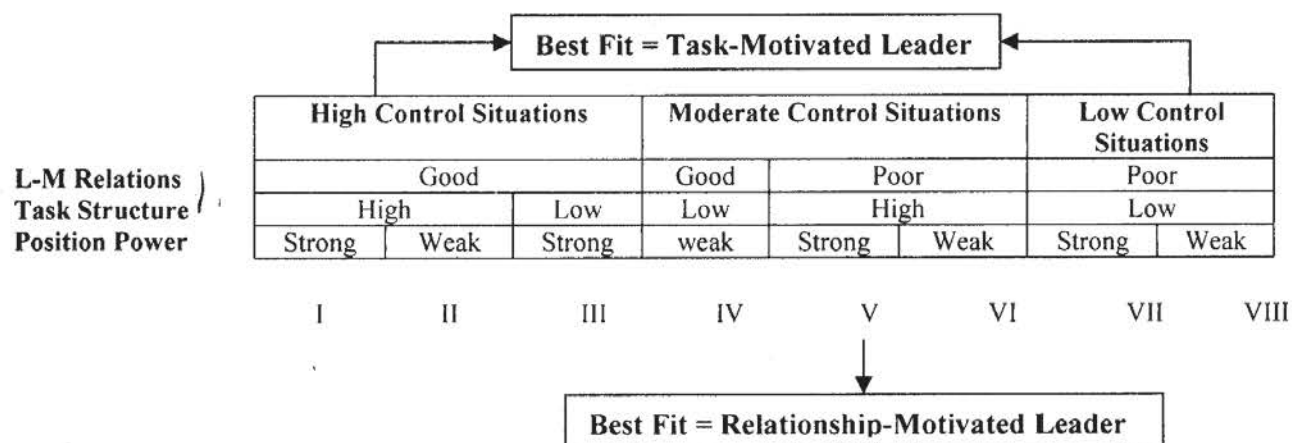 Best Fit = Task-Motivated Leader
High Control Situations Moderate Control Situations Low Control
Situations
L-M Relations Good Good Poor Poor
Task Structure High Low Low High Low
Position Power Strong Weak Strong weak Strong Weak Strong Weak
I II III IV V VI VII VIII
Best Fit = Relationship-Motivated Leader